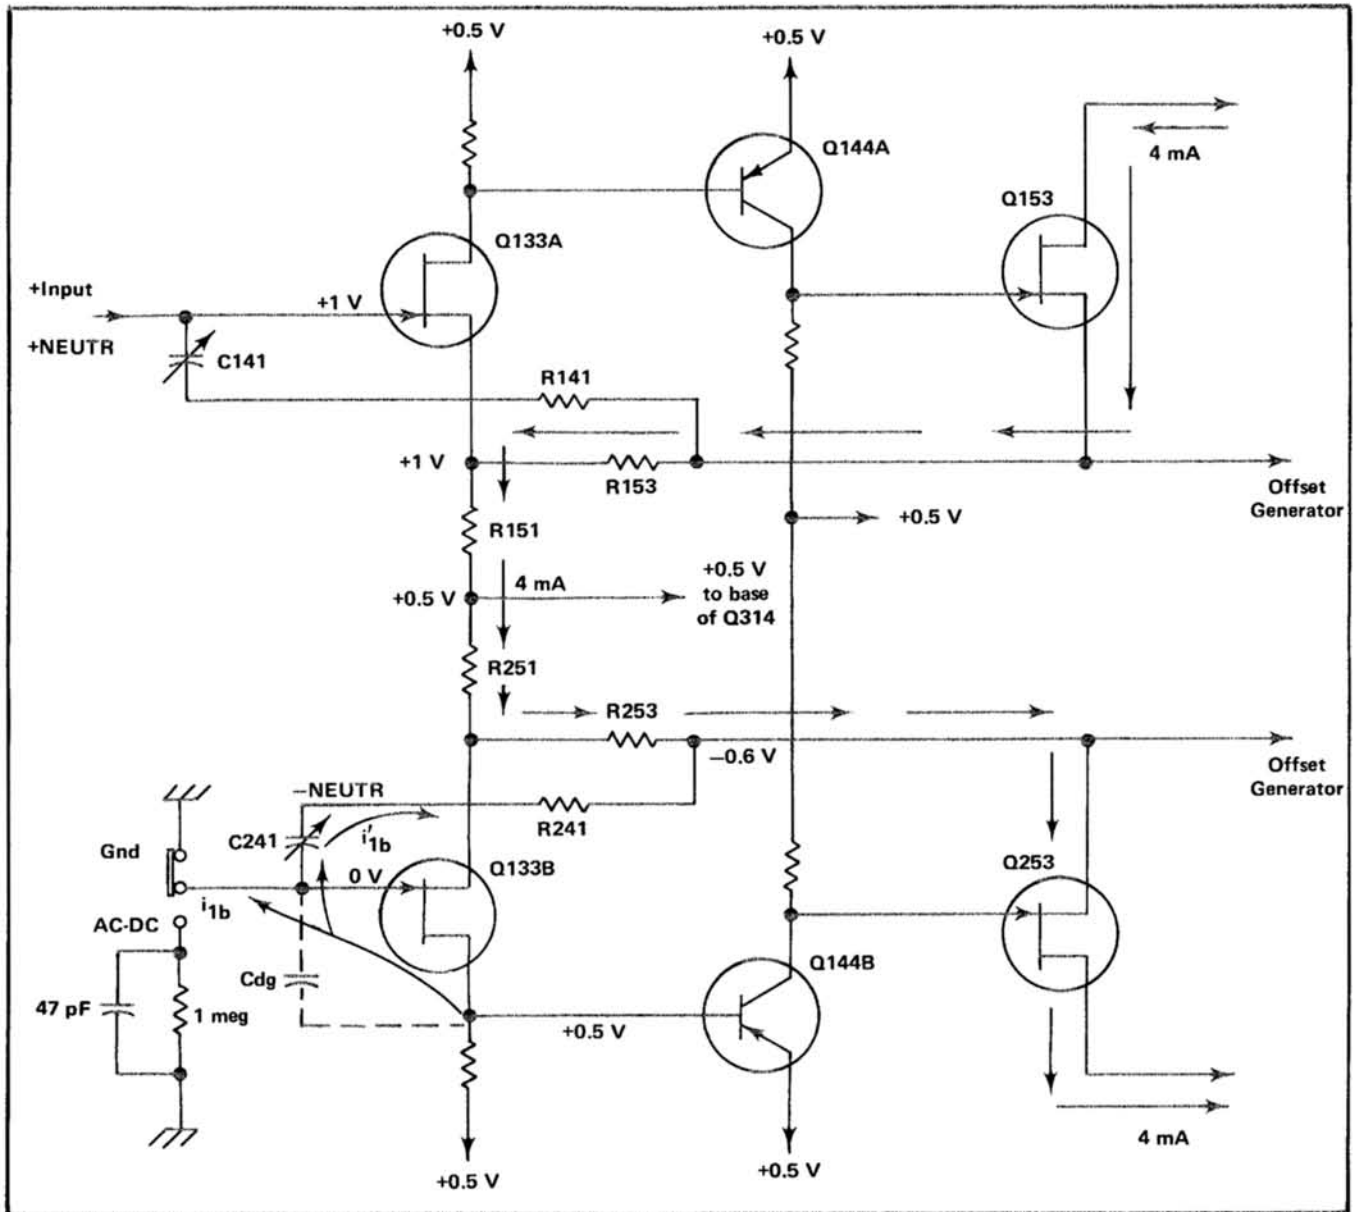 +0.5 V
+0.5 V
Q144A
4 mA
Q153
Q133A
+Input
+1 V
+NEUTR
C141
R141
+1 V
R153
Offset
Generator
R151
+0.5 V
4 mA
+0.5 V
+0.5 V
to base
of Q314
R251
R253
−0.6 V
Offset
Generator
−NEUTR
R241
C241
i'1b
Gnd
0 V
Q133B
Q253
i1b
AC-DC
Cdg
Q144B
47 pF
1 meg
+0.5 V
4 mA
+0.5 V
+0.5 V